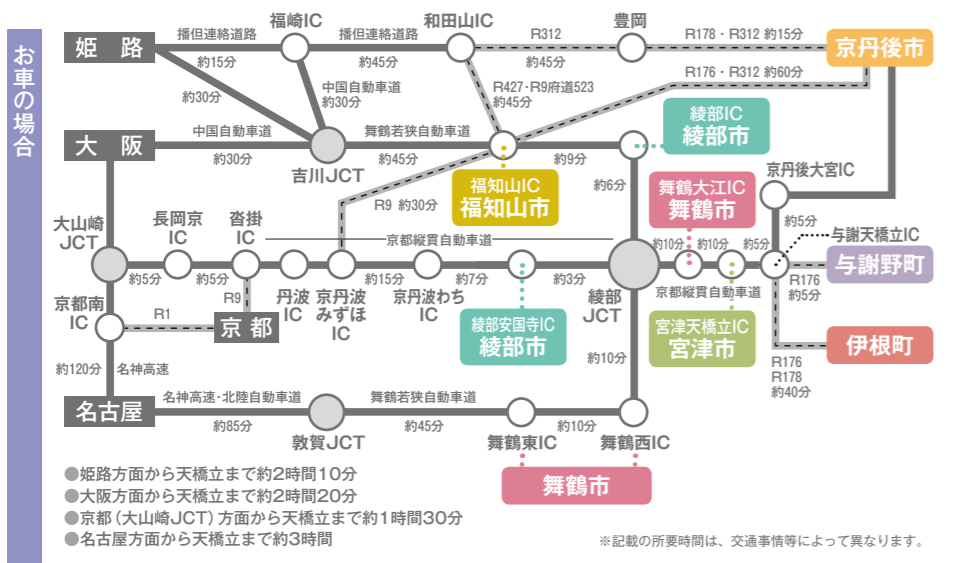 お車の場合
姫路
播但連絡道路
約15分
福崎IC
播但連絡道路
約45分
和田山IC
R312
約45分
豊岡
R178・R312 約15分
京丹後市
約30分
中国自動車道
約30分
R427・R9府道523
約45分
R176・R312 約60分
大阪
中国自動車道
約30分
吉川JCT
舞鶴若狭自動車道
約45分
福知山IC
福知山市
約9分
綾部IC
綾部市
約6分
R9 約30分
舞鶴大江IC
舞鶴市
京丹後大宮IC
約5分
与謝天橋立IC
与謝野町
R176
約5分
大山崎
JCT
約5分
長岡京
IC
約5分
沓掛
IC
京都縦貫自動車道
丹波
IC
京丹波
みずほ
IC
約15分
京丹波わち
IC
約7分
綾部安国寺IC
綾部市
約3分
綾部
JCT
約10分
約10分
約5分
京都縦貫自動車道
宮津天橋立IC
宮津市
伊根町
R176
R178
約40分
京都南
IC
R1
京都
R9
約120分
名神高速
約10分
名古屋
名神高速・北陸自動車道
約85分
敦賀JCT
舞鶴若狭自動車道
約45分
舞鶴東IC
約10分
舞鶴西IC
舞鶴市
●姫路方面から天橋立まで約2時間10分
●大阪方面から天橋立まで約2時間20分
●京都(大山崎JCT)方面から天橋立まで約1時間30分
●名古屋方面から天橋立まで約3時間
※記載の所要時間は、交通事情等によって異なります。